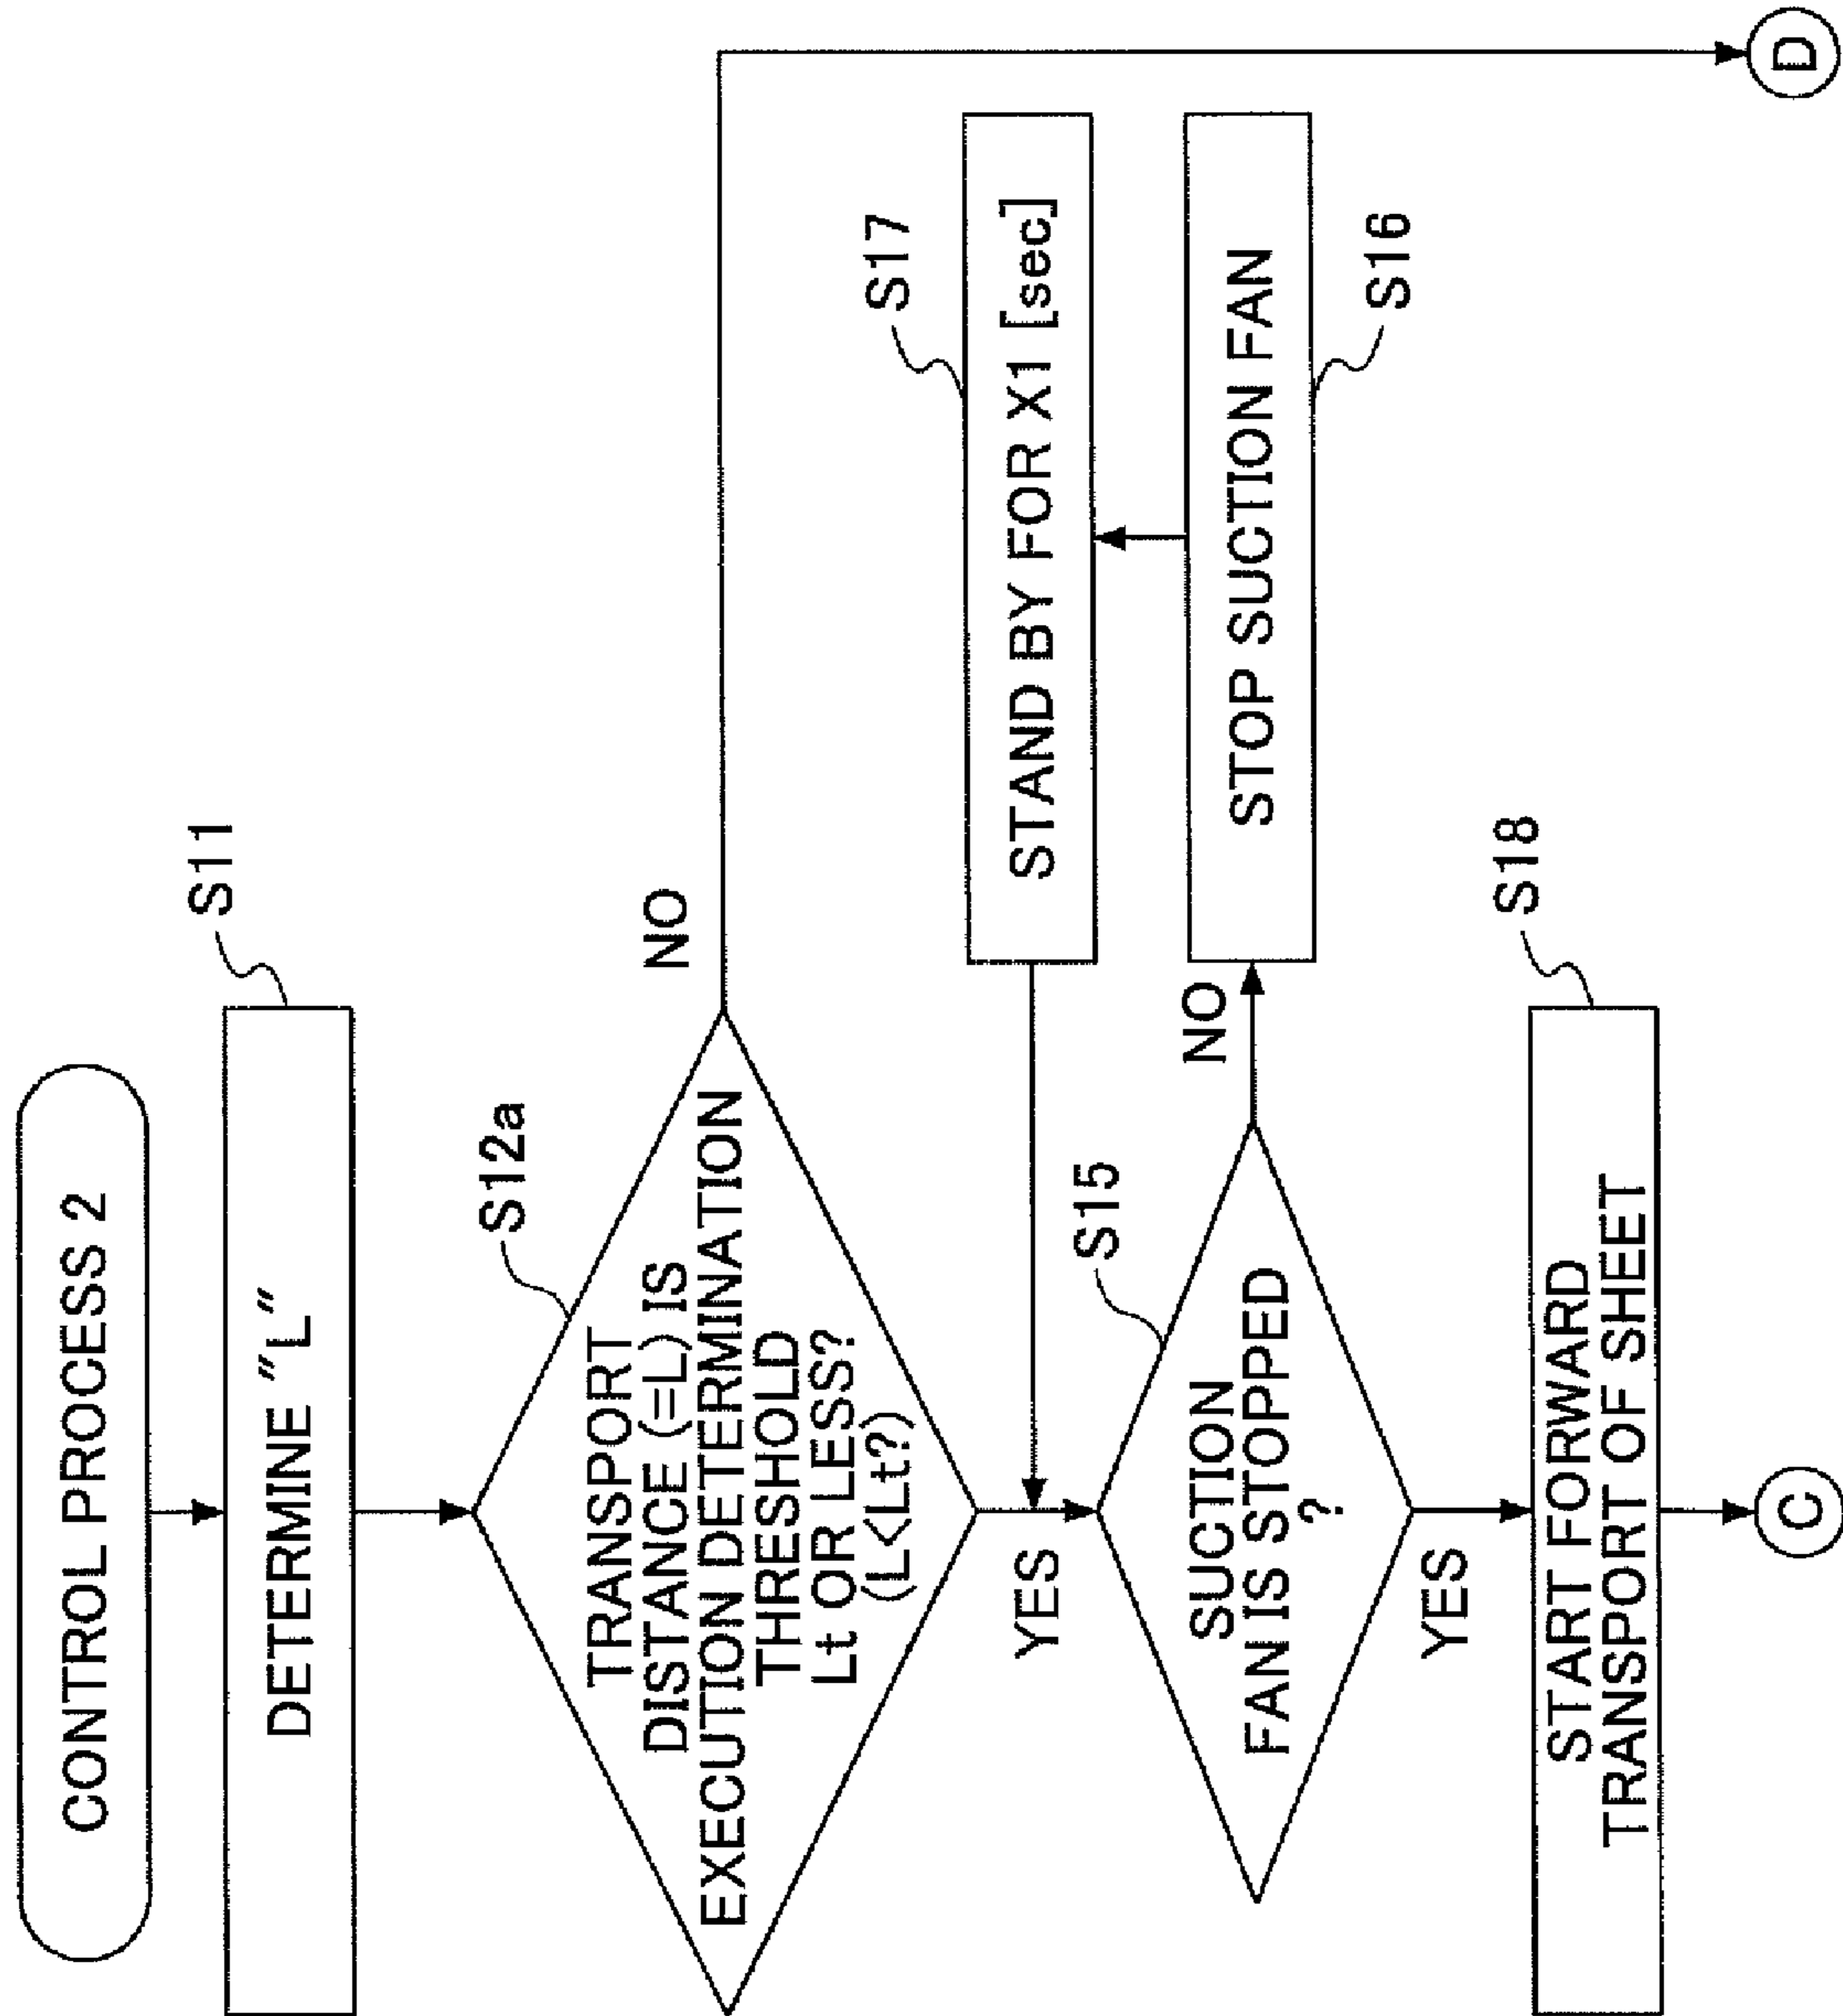 CONTROL PROCESS 2
S11
DETERMINE "L"
S12a
TRANSPORT
DISTANCE (=L) IS
EXECUTION DETERMINATION
THRESHOLD
Lt OR LESS?
(L<Lt?)
NO
YES
S17
STAND BY FOR X1 [sec]
S15
SUCTION
FAN IS STOPPED
?
NO
STOP SUCTION FAN
S16
YES
S18
START FORWARD
TRANSPORT OF SHEET
C
D